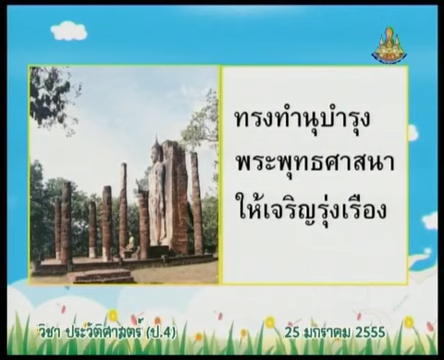 ทรงทำนุบำรุง
พระพุทธศาสนา
ให้เจริญรุ่งเรือง
วิชา ประวัติศาสตร์ (ป.4)
25 มกราคม 2555